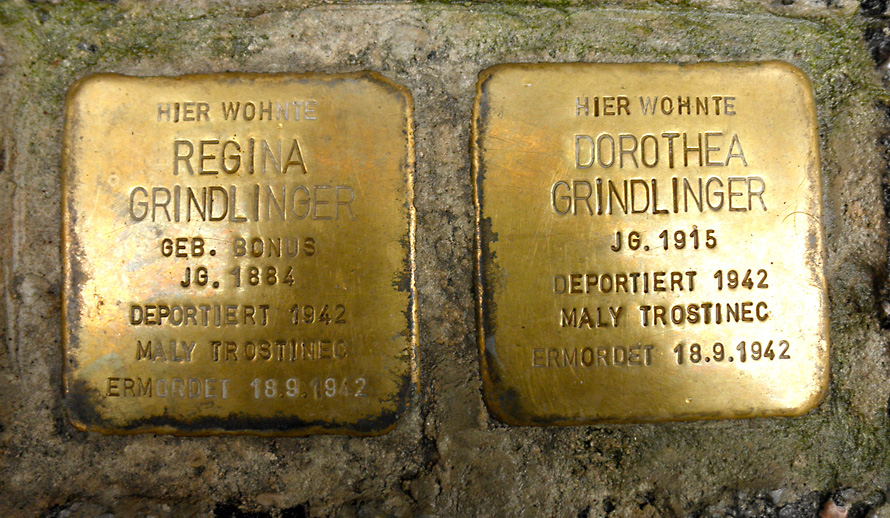 HIER WOHNTE
REGINA
GRINDLINGER
GEB. BONUS
JG. 1884
DEPORTIERT 1942
MALY TROSTINEC
ERMORDET 18.9.1942
HIER WOHNTE
DOROTHEA
GRINDLINGER
JG. 1915
DEPORTIERT 1942
MALY TROSTINEC
ERMORDET 18.9.1942